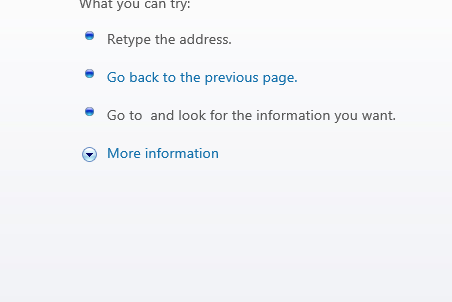 What you can try:
Retype the address.
Go back to the previous page.
Go to  and look for the information you want.
More information